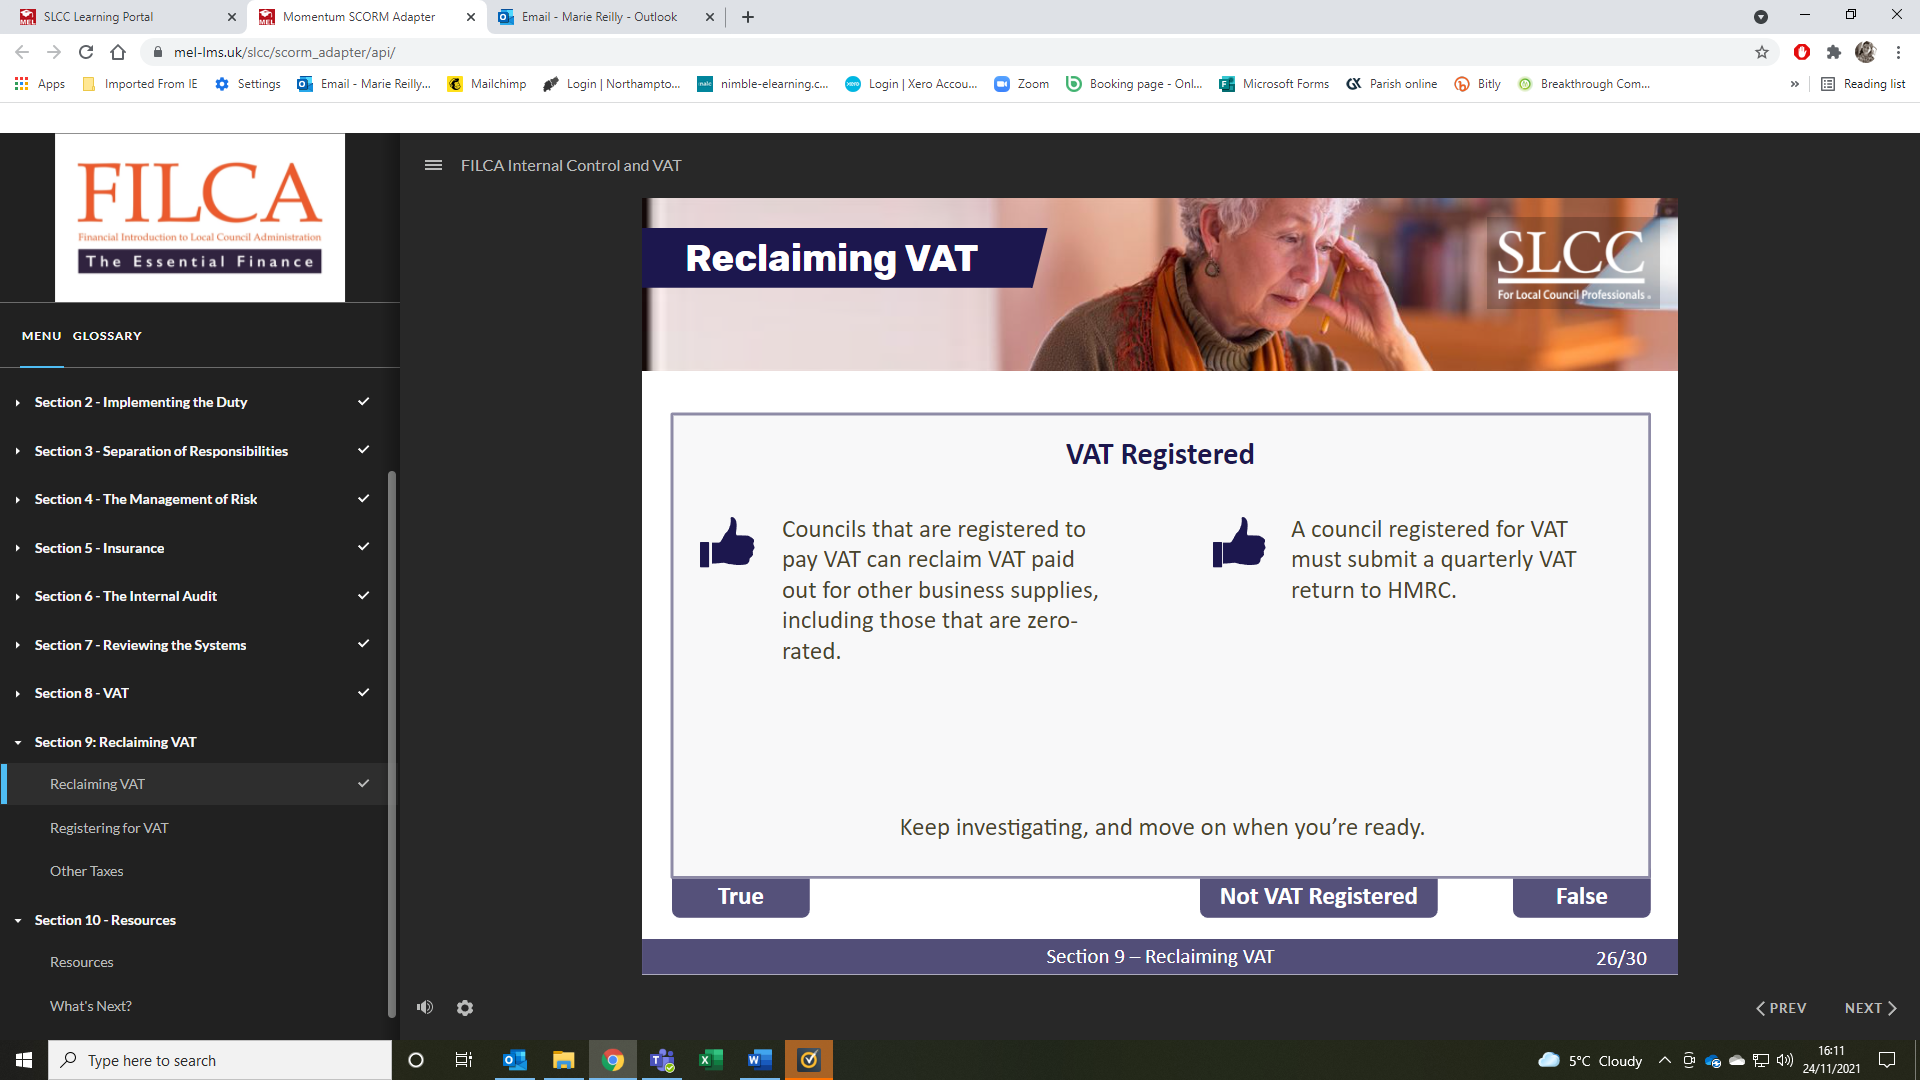 SLCC Learning Portal
Momentum SCORM Adapter
Email - Marie Reilly - Outlook
mel-lms.uk/slcc/scorm_adapter/api/
Apps
Imported From IE
Settings
Email - Marie Reilly...
Mailchimp
Login | Northampto...
nimble-elearning.c...
Login | Xero Accou...
Zoom
Booking page - Onl...
Microsoft Forms
Parish online
Bitly
Breakthrough Com...
Reading list
FILCA
Financial Introduction to Local Council Administration
The Essential Finance
MENU GLOSSARY
Section 2 - Implementing the Duty
Section 3 - Separation of Responsibilities
Section 4 - The Management of Risk
Section 5 - Insurance
Section 6 - The Internal Audit
Section 7 - Reviewing the Systems
Section 8 - VAT
Section 9: Reclaiming VAT
Reclaiming VAT
Registering for VAT
Other Taxes
Section 10 - Resources
Resources
What's Next?
FILCA Internal Control and VAT
Reclaiming VAT
SLCC
For Local Council Professionals
VAT Registered
Councils that are registered to
pay VAT can reclaim VAT paid
out for other business supplies,
including those that are zero-
rated.
A council registered for VAT
must submit a quarterly VAT
return to HMRC.
Keep investigating, and move on when you’re ready.
True
Not VAT Registered
False
Section 9 – Reclaiming VAT
26/30
PREV
NEXT
Type here to search
5°C Cloudy
16:11
24/11/2021